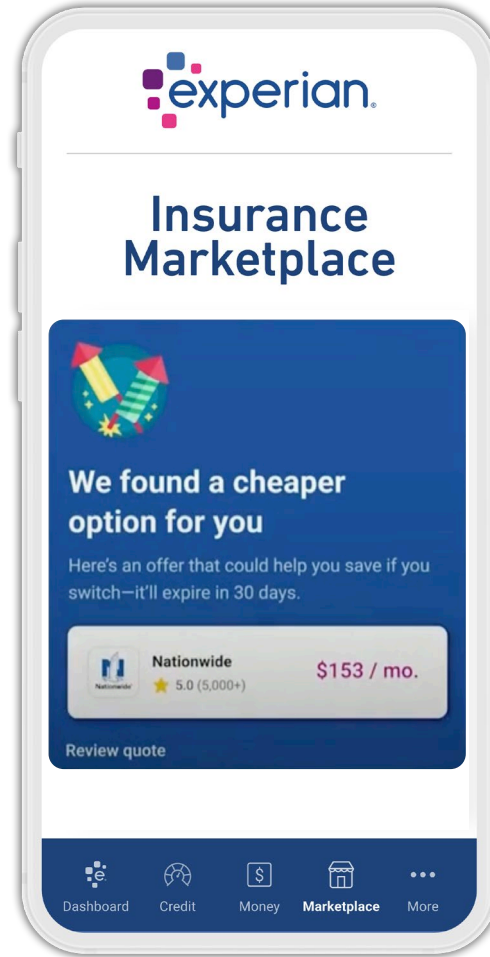 experian®
Insurance
Marketplace
We found a cheaper
option for you
Here's an offer that could help you save if you
switch—it'll expire in 30 days.
Nationwide
Nationwide
5.0 (5,000+)
$153 / mo.
Review quote
e
Dashboard
Credit
$
Money
Marketplace
More